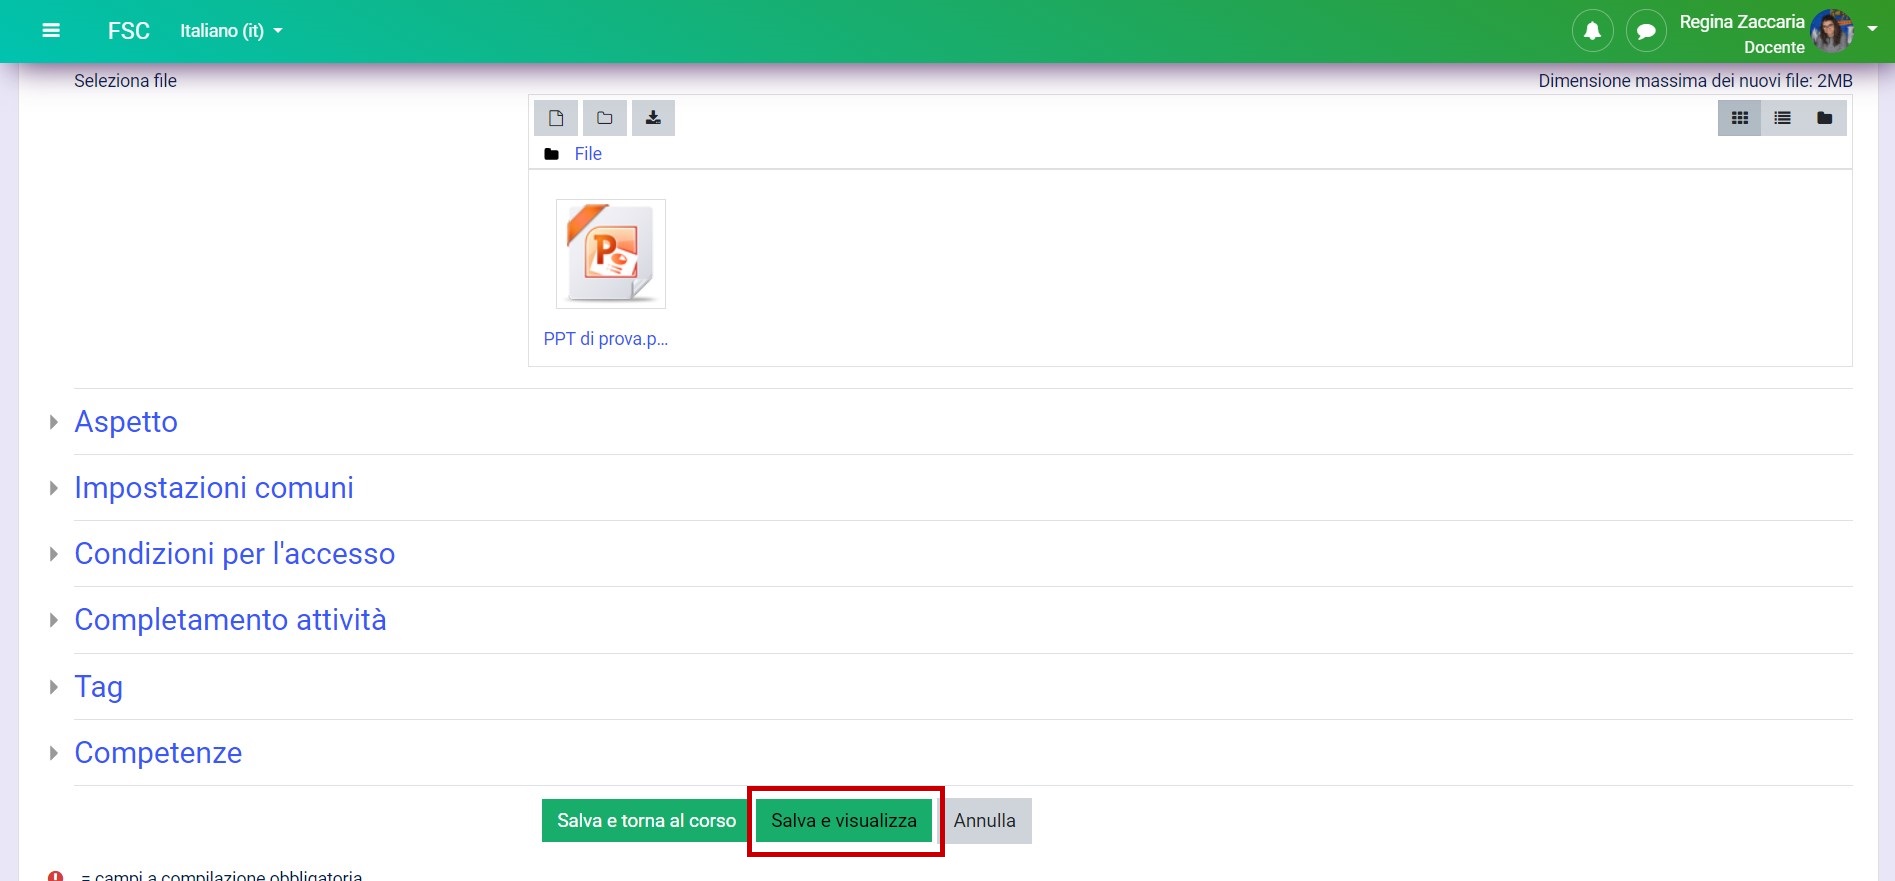 FSC Italiano (it) Regina Zaccaria
Docente
Seleziona file Dimensione massima dei nuovi file: 2MB
File
PPT di prova.p...
Aspetto
Impostazioni comuni
Condizioni per l'accesso
Completamento attività
Tag
Competenze
Salva e torna al corso Salva e visualizza Annulla
= campi a compilazione obbligatoria